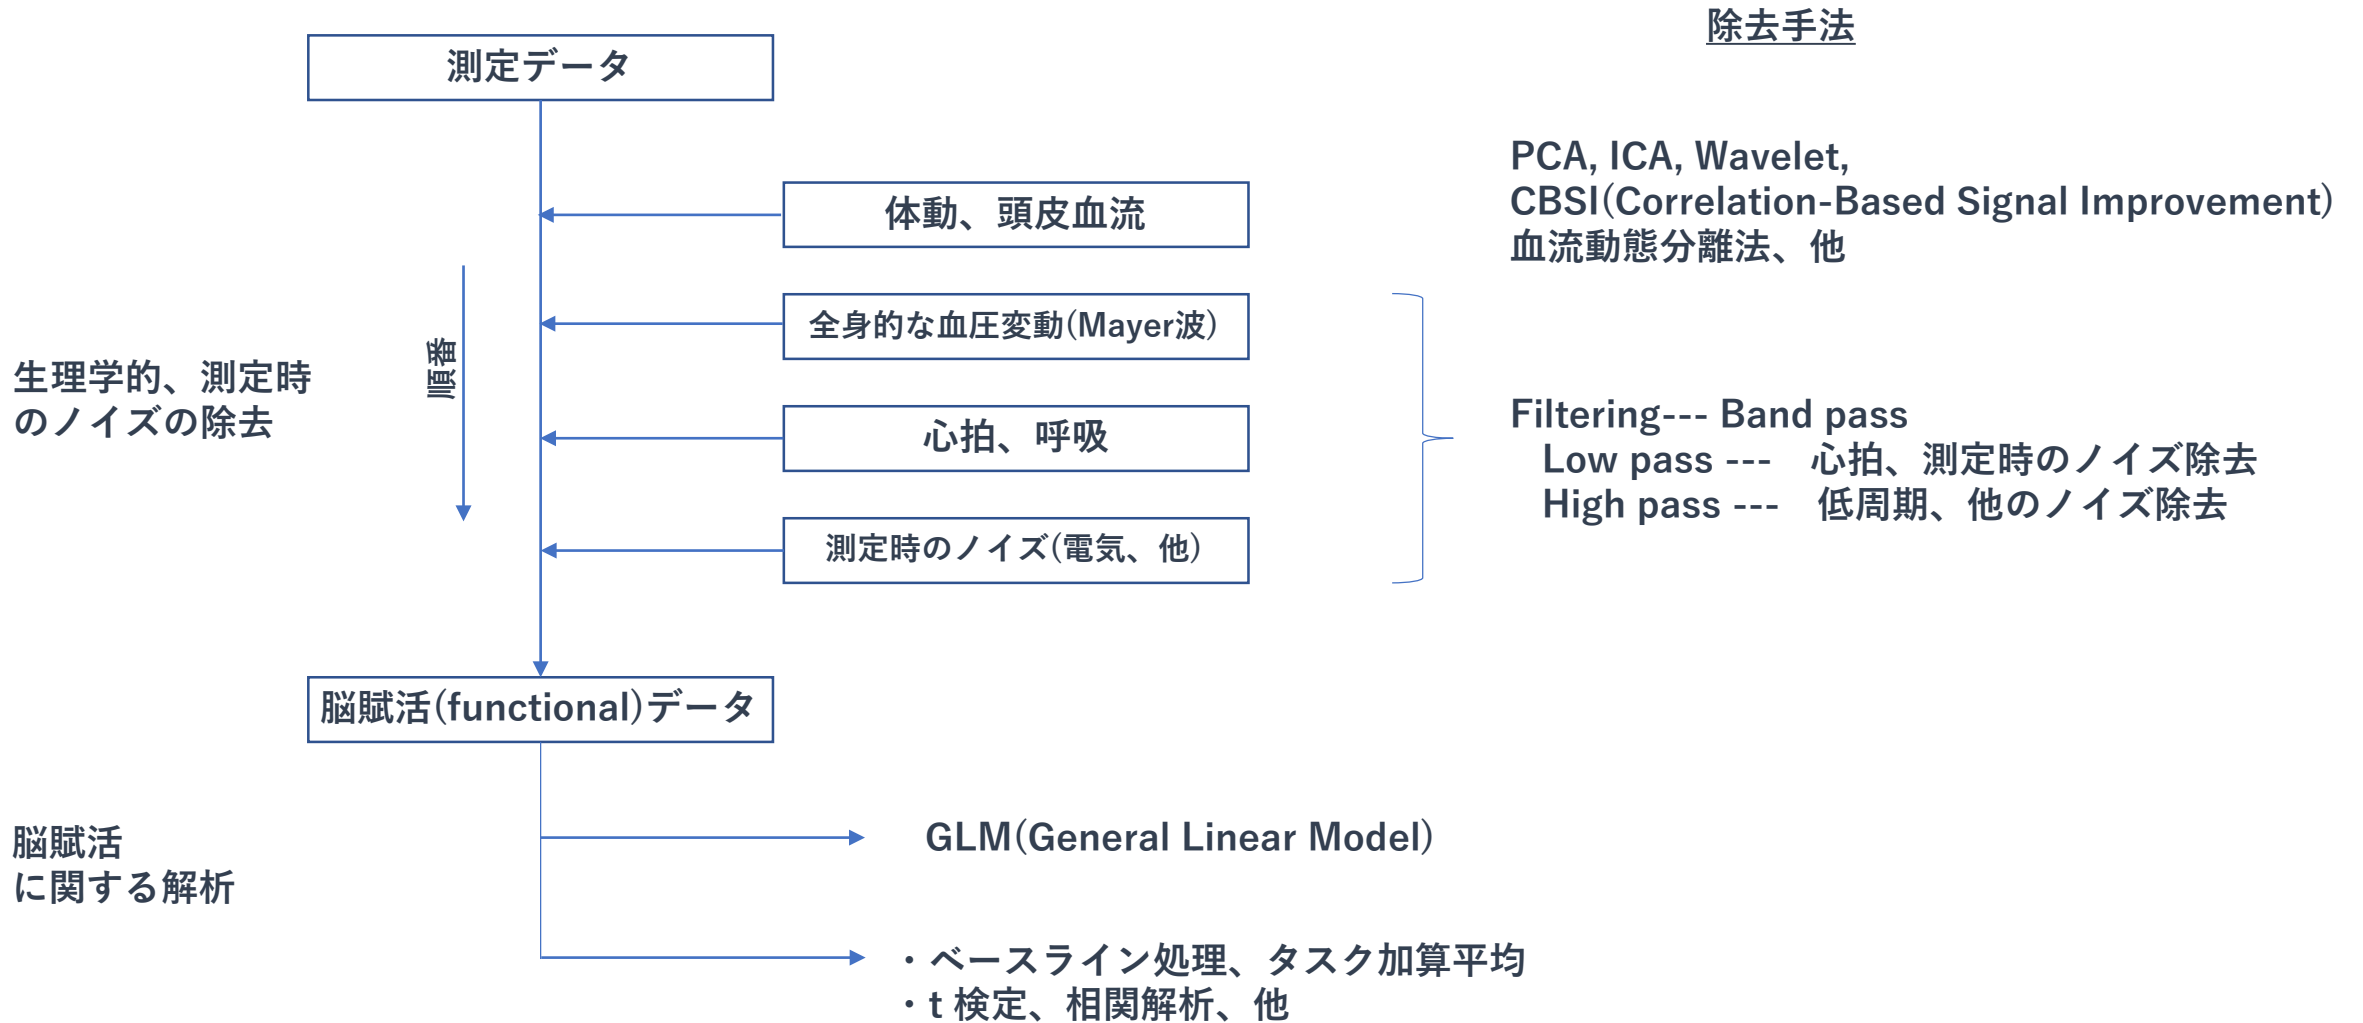 除去手法
測定データ
PCA, ICA, Wavelet,
CBSI(Correlation-Based Signal Improvement)
血流動態分離法、他
体動、頭皮血流
全身的な血圧変動(Mayer波)
順番
生理学的、測定時
のノイズの除去
心拍、呼吸
Filtering--- Band pass
Low pass ---　心拍、測定時のノイズ除去
High pass ---　低周期、他のノイズ除去
測定時のノイズ(電気、他)
脳賦活(functional)データ
脳賦活
に関する解析
GLM(General Linear Model)
・ベースライン処理、タスク加算平均
・t 検定、相関解析、他